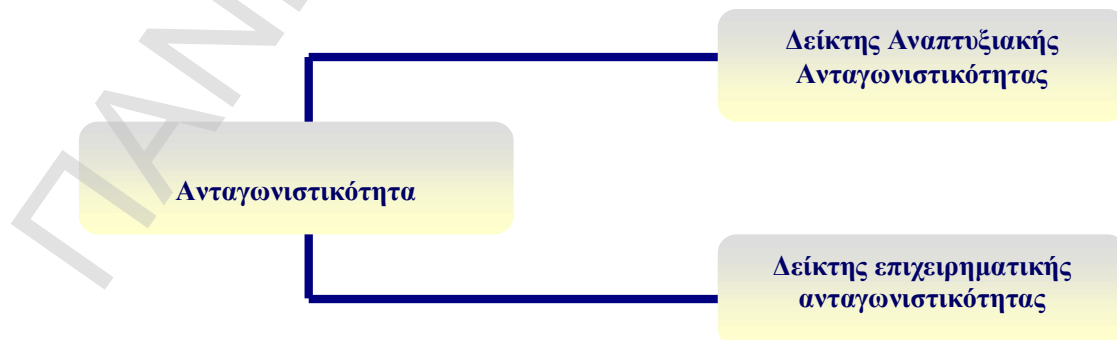 Δείκτης Αναπτυξιακής
Ανταγωνιστικότητας
Ανταγωνιστικότητα
Δείκτης επιχειρηματικής
ανταγωνιστικότητας